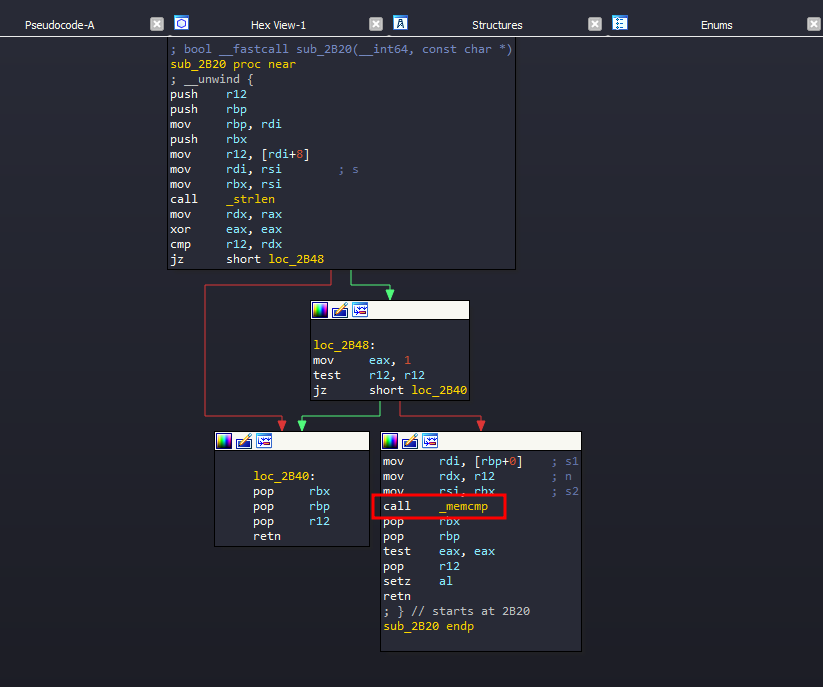 Pseudocode-A Hex View-1 Structures Enums
; bool __fastcall sub_2B20(__int64, const char *)
sub_2B20 proc near
; __unwind {
push r12
push rbp
mov rbp, rdi
push rbx
mov r12, [rdi+8]
mov rdi, rsi ; s
mov rbx, rsi
call _strlen
mov rdx, rax
xor eax, eax
cmp r12, rdx
jz short loc_2B48
loc_2B48:
mov eax, 1
test r12, r12
jz short loc_2B40
loc_2B40:
pop rbx
pop rbp
pop r12
retn
mov rdi, [rbp+0] ; s1
mov rdx, r12 ; n
mov rsi, rbx ; s2
call _memcmp
pop rbx
pop rbp
test eax, eax
pop r12
setz al
retn
; } // starts at 2B20
sub_2B20 endp